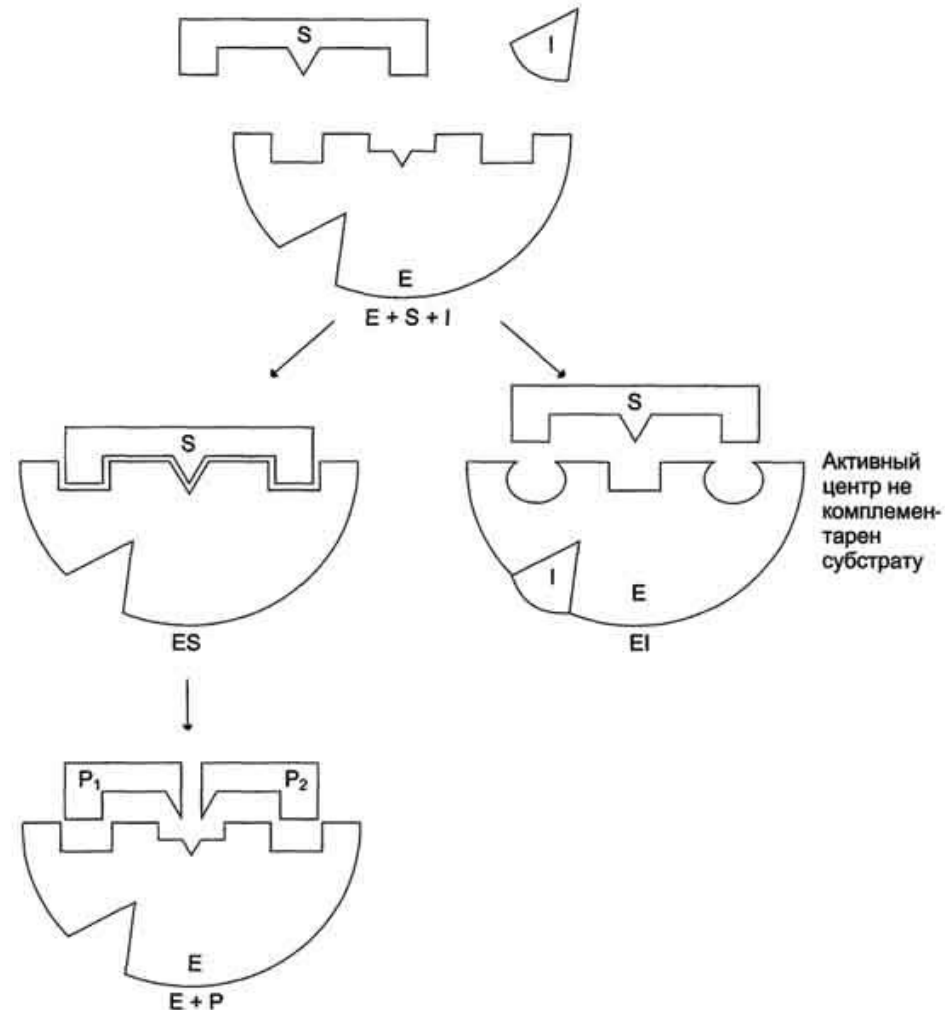 S
I
E
E + S + I
S
ES
S
I
E
EI
Активный
центр не
комплемен-
тарен
субстрату
P₁
P₂
E
E + P